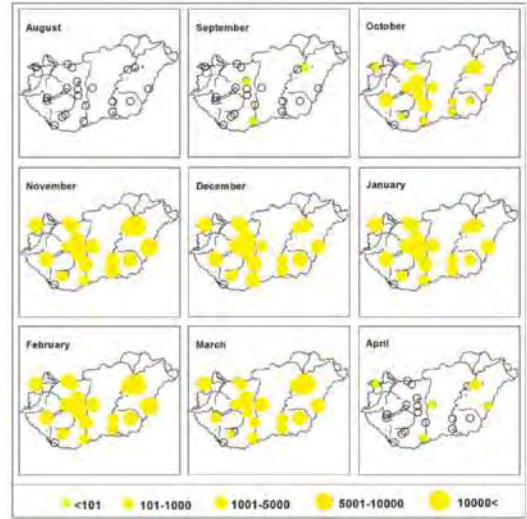 August
September
October
November
December
January
February
March
April
<101
101-1000
1001-5000
5001-10000
10000<